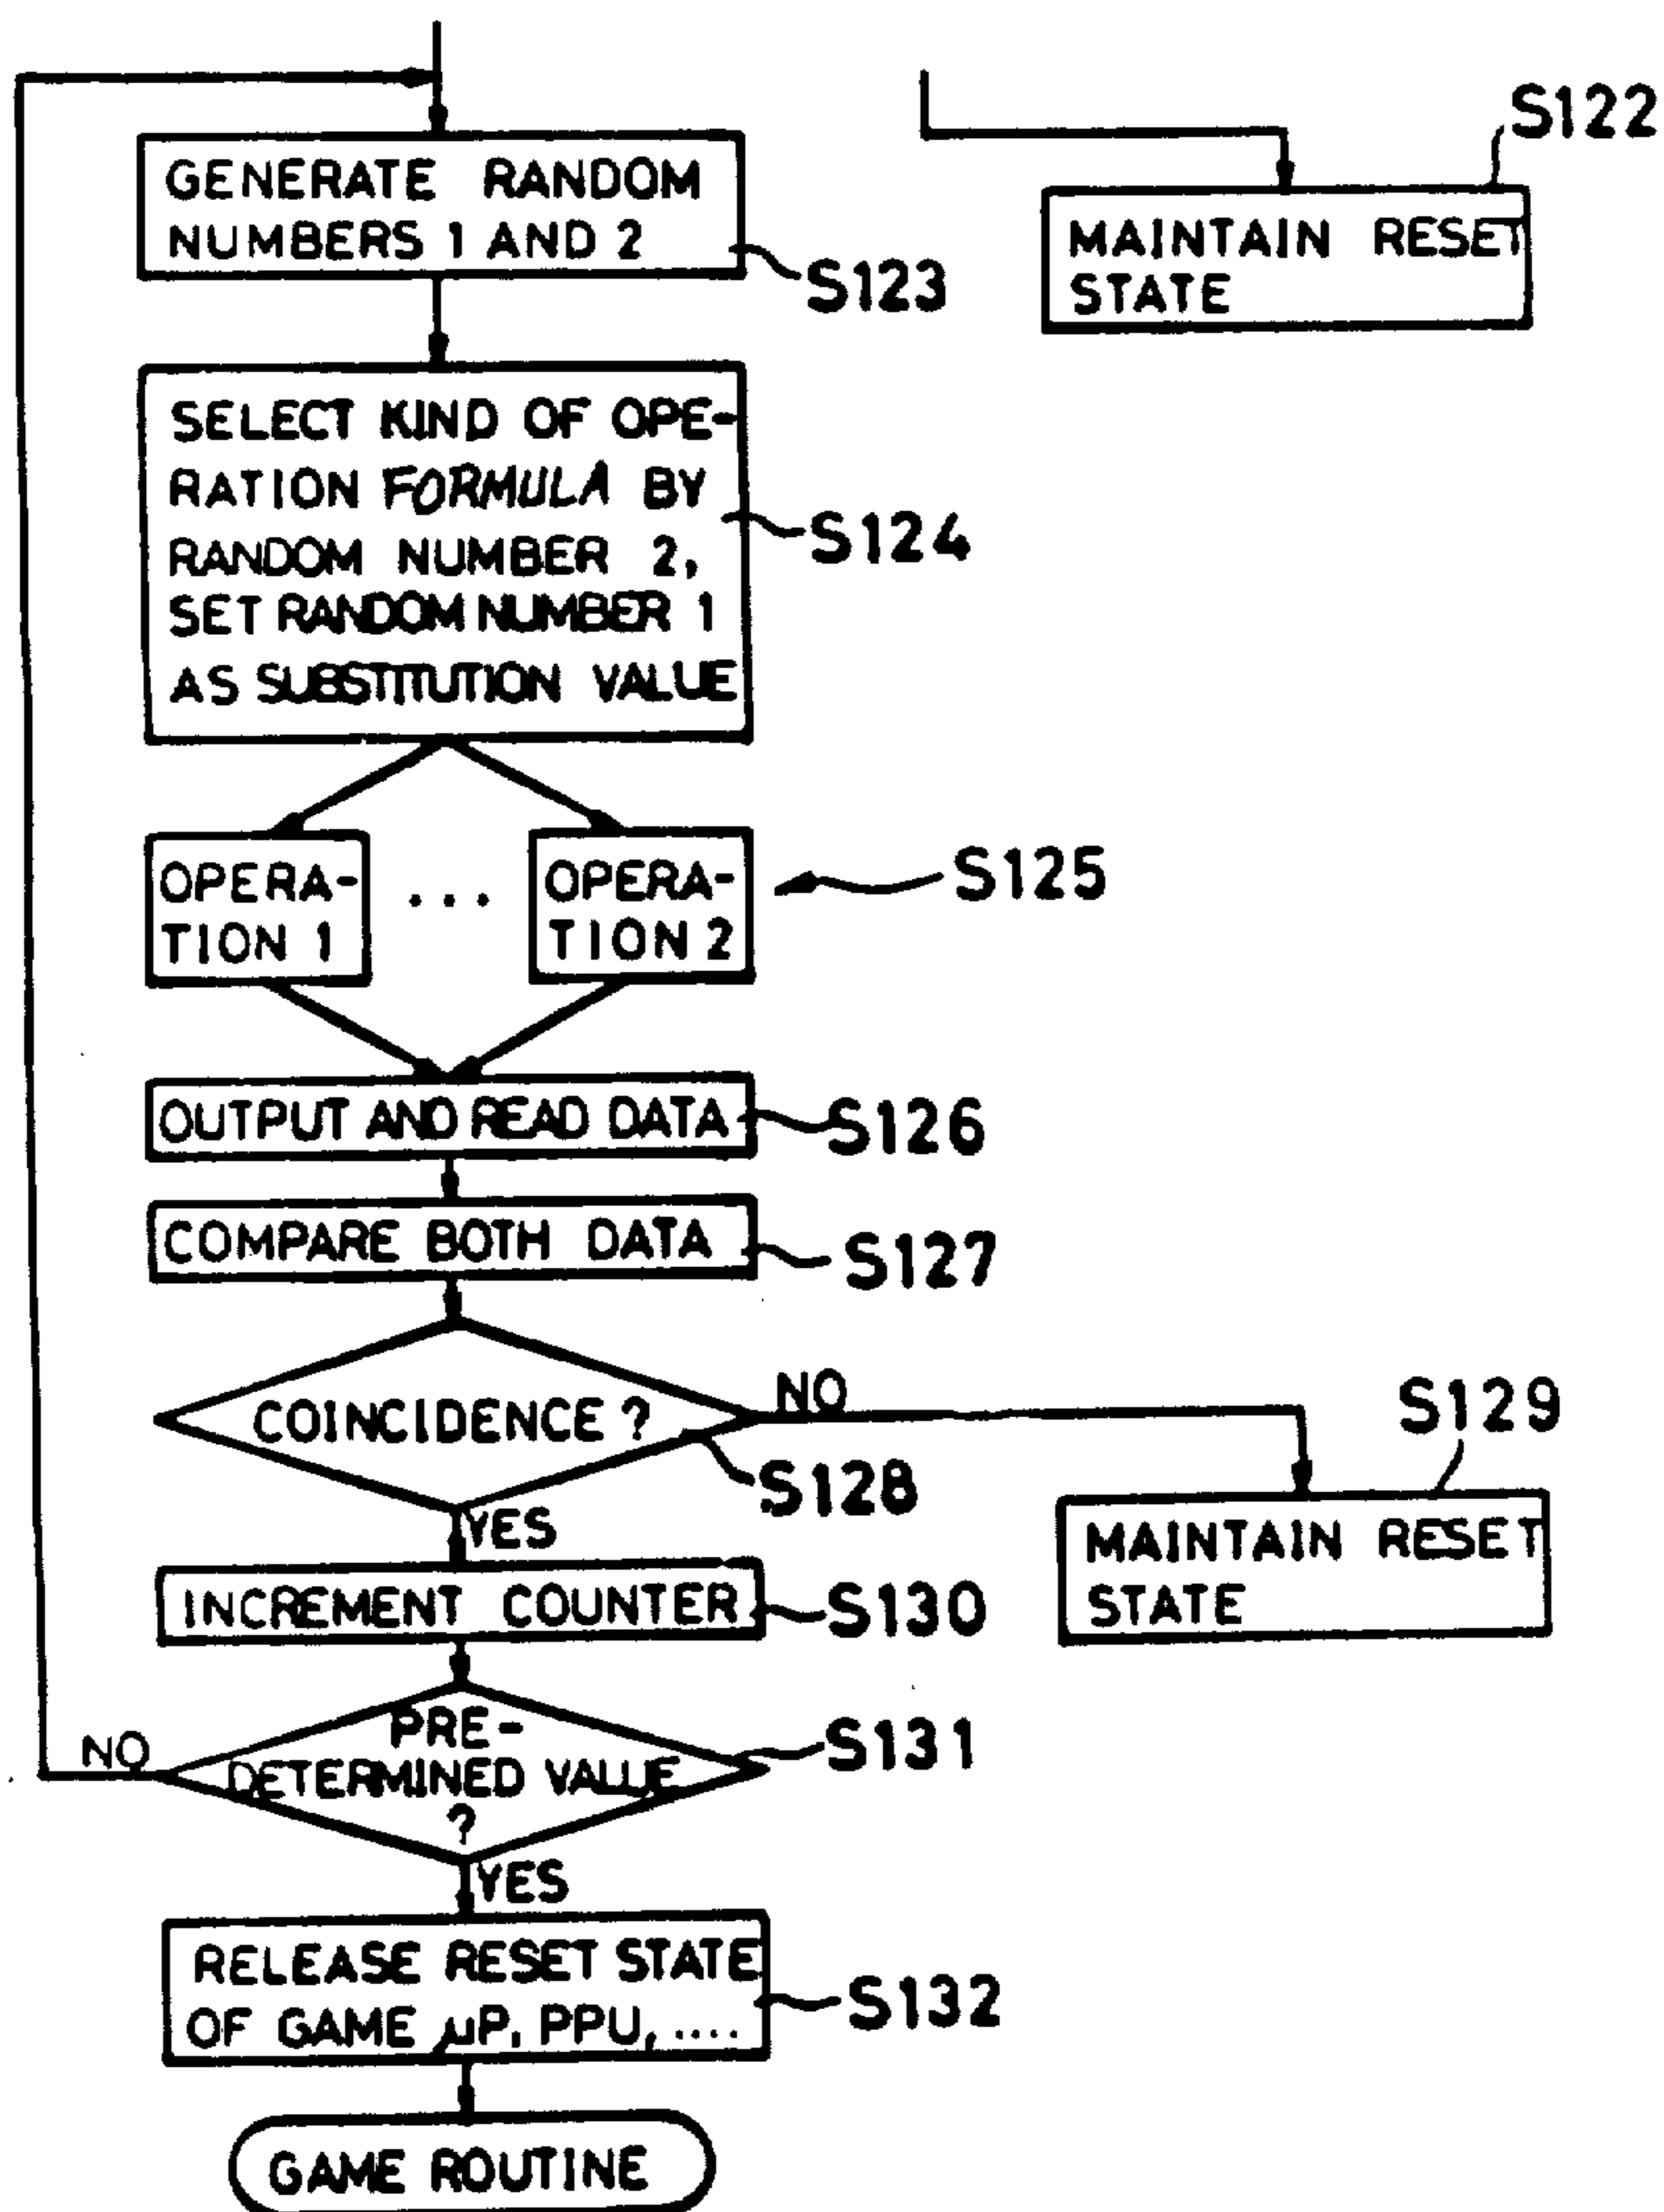 S122
GENERATE RANDOM
NUMBERS 1 AND 2
S123
MAINTAIN RESET
STATE
SELECT KIND OF OPE-
RATION FORMULA BY
RANDOM NUMBER 2,
SET RANDOM NUMBER 1
AS SUBSTITUTION VALUE
S124
OPERA-
TION 1
...
OPERA-
TION 2
S125
OUTPUT AND READ DATA
S126
COMPARE BOTH DATA
S127
COINCIDENCE ?
NO
S128
S129
MAINTAIN RESET
STATE
YES
INCREMENT COUNTER
S130
PRE-
DETERMINED VALUE
?
NO
S131
YES
RELEASE RESET STATE
OF GAME μP, PPU, ....
S132
GAME ROUTINE